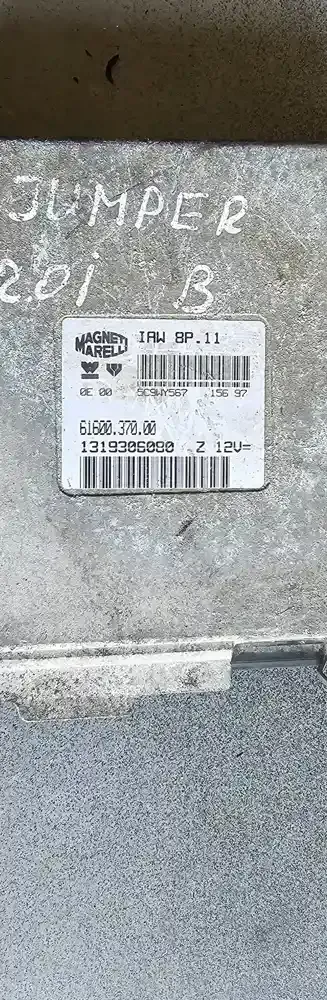 JUMPER
2.0i B
MAGNETI MARELLI IAW 8P.11
0E 00 5C9WY567 156 97
61600.370.00
1319306080 Z 12V=